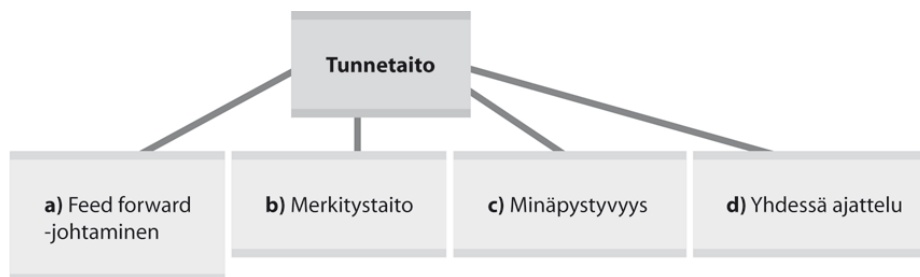 Tunnetaito
a) Feed forward
-johtaminen
b) Merkitystaito
c) Minäpystyvyys
d) Yhdessä ajattelu